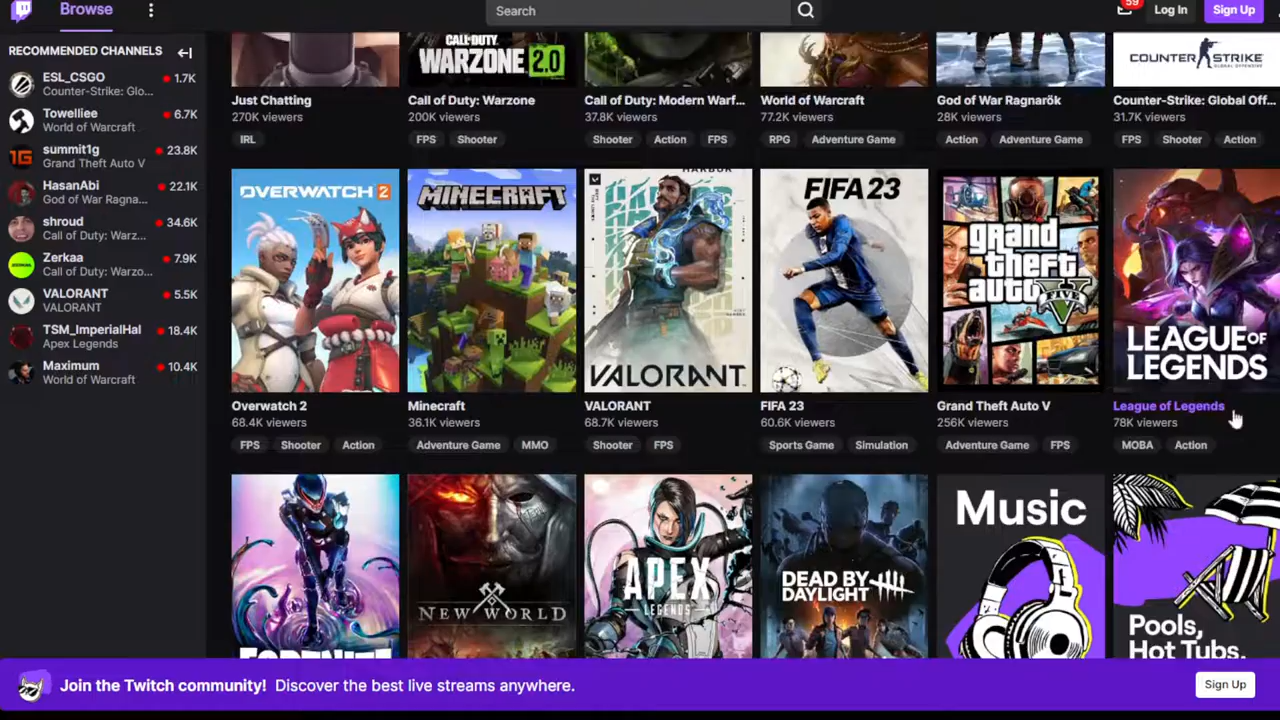 Browse
Search
59
Log In
Sign Up
RECOMMENDED CHANNELS
ESL_CSGO
1.7K
Counter-Strike: Glo...
Towelliee
6.7K
World of Warcraft
summit1g
23.8K
Grand Theft Auto V
HasanAbi
22.1K
God of War Ragna...
shroud
34.6K
Call of Duty: Warz...
Zerkaa
7.9K
Call of Duty: Warzo...
VALORANT
5.5K
VALORANT
TSM_ImperialHal
18.4K
Apex Legends
Maximum
10.4K
World of Warcraft
CALL OF DUTY
WARZONE 2.0
COUNTER STRIKE
Just Chatting
270K viewers
IRL
Call of Duty: Warzone
200K viewers
FPS Shooter
Call of Duty: Modern Warf...
37.8K viewers
Shooter Action FPS
World of Warcraft
77.2K viewers
RPG Adventure Game
God of War Ragnarök
28K viewers
Action Adventure Game
Counter-Strike: Global Off...
31.7K viewers
FPS Shooter Action
OVERWATCH 2
MINECRAFT
HARBOR
VALORANT
FIFA 23
grand
theft
auto
V
LEAGUE OF
LEGENDS
Overwatch 2
68.4K viewers
FPS Shooter Action
Minecraft
36.1K viewers
Adventure Game MMO
VALORANT
68.7K viewers
Shooter FPS
FIFA 23
60.6K viewers
Sports Game Simulation
Grand Theft Auto V
256K viewers
Adventure Game FPS
League of Legends
78K viewers
MOBA Action
FORTNITE
NEW WORLD
APEX
LEGENDS
DEAD BY
DAYLIGHT
Music
Pools,
Hot Tubs,
Join the Twitch community! Discover the best live streams anywhere.
Sign Up